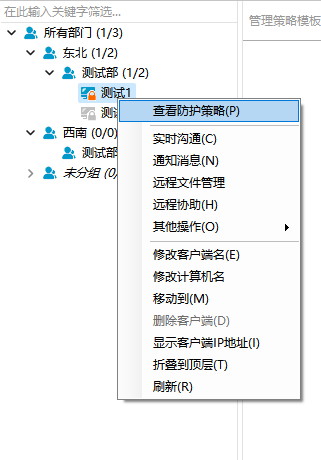 在此输入关键字筛选...
管理策略模板
所有部门 (1/3)
东北 (1/2)
测试部 (1/2)
测试1
查看防护策略(P)
测试
实时沟通(C)
西南 (0/0)
通知消息(N)
测试部
远程文件管理
未分组 (0/
远程协助(H)
其他操作(O)
修改客户端名(E)
修改计算机名
移动到(M)
删除客户端(D)
显示客户端IP地址(I)
折叠到顶层(T)
刷新(R)